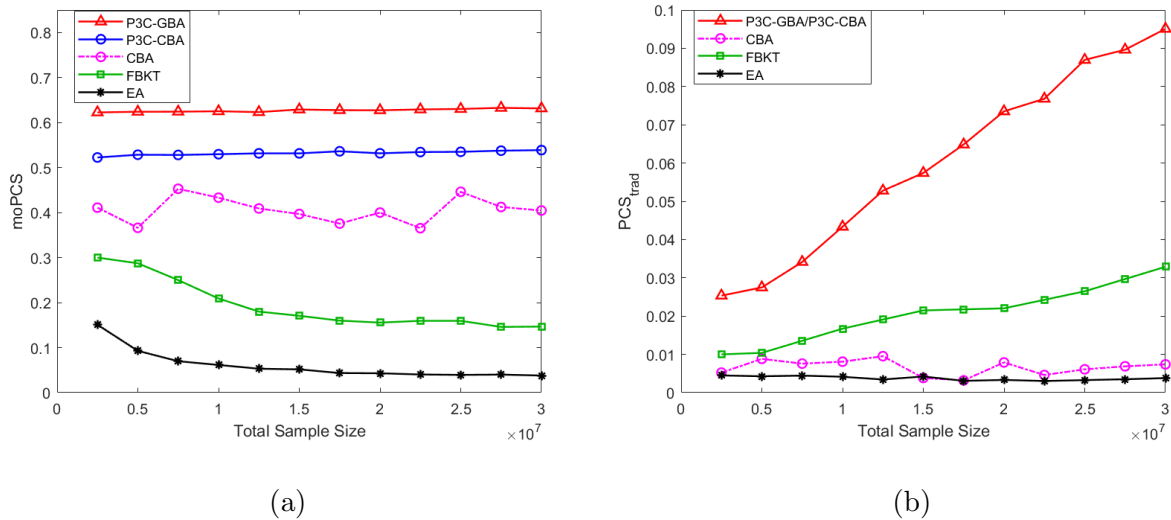 P3C-GBA
P3C-CBA
CBA
FBKT
EA
moPCS
0.8
0.7
0.6
0.5
0.4
0.3
0.2
0.1
0
0 0.5 1 1.5 2 2.5 3
Total Sample Size
×10^7
(a)
P3C-GBA/P3C-CBA
CBA
FBKT
EA
PCS_trad
0.1
0.09
0.08
0.07
0.06
0.05
0.04
0.03
0.02
0.01
0
0 0.5 1 1.5 2 2.5 3
Total Sample Size
×10^7
(b)